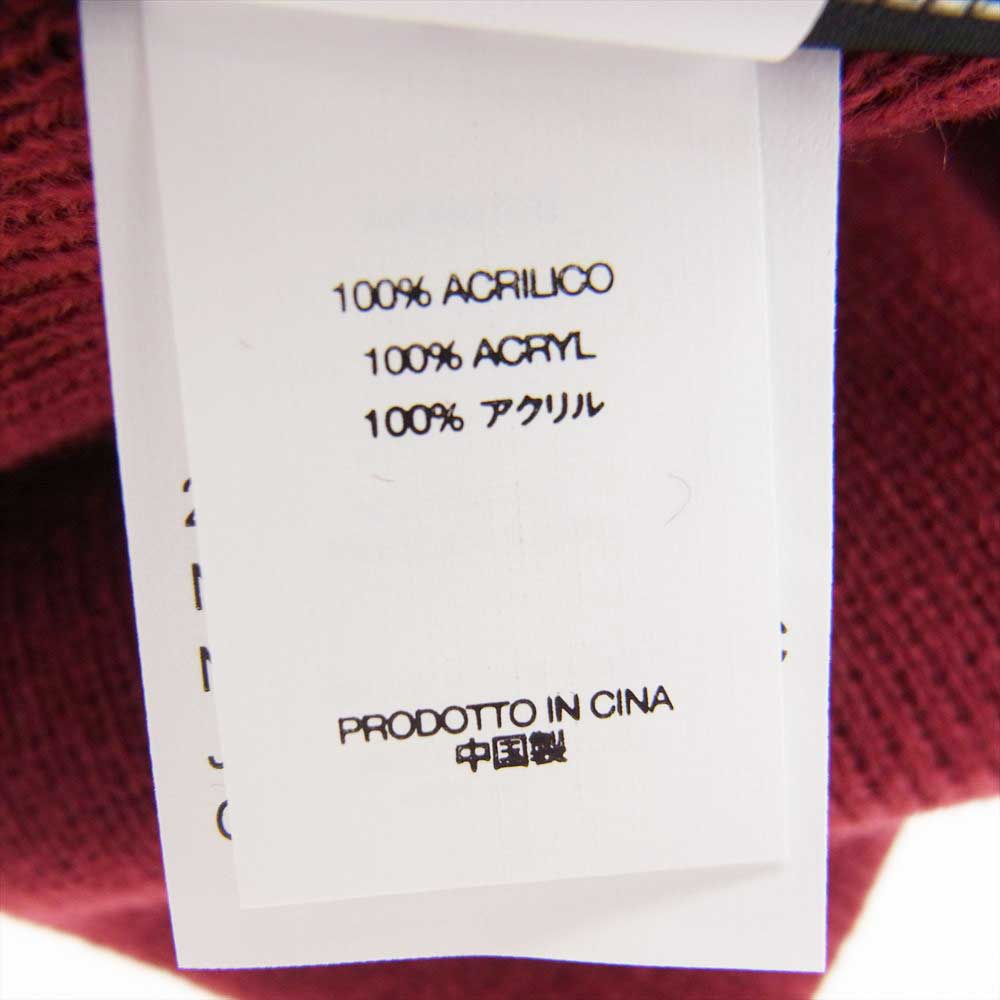 100% ACRILICO
100% ACRYL
100% アクリル
PRODOTTO IN CINA
中国製